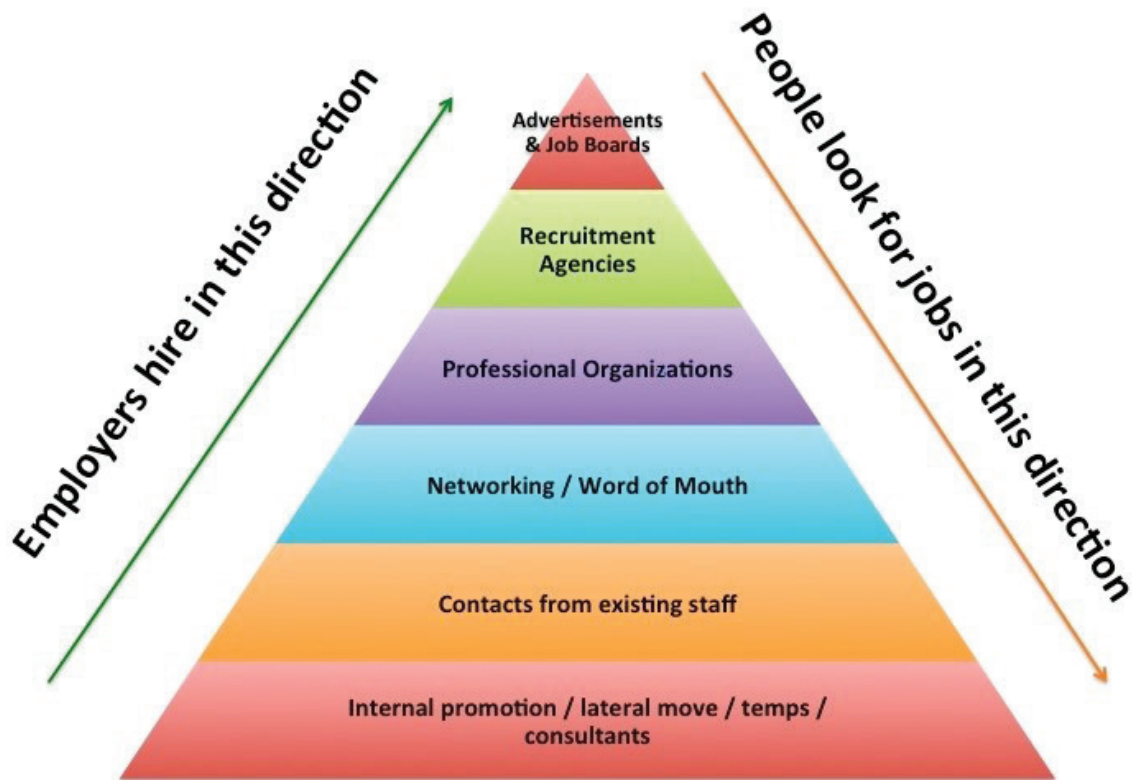 Employers hire in this direction
People look for jobs in this direction
Advertisements
& Job Boards
Recruitment
Agencies
Professional Organizations
Networking / Word of Mouth
Contacts from existing staff
Internal promotion / lateral move / temps /
consultants